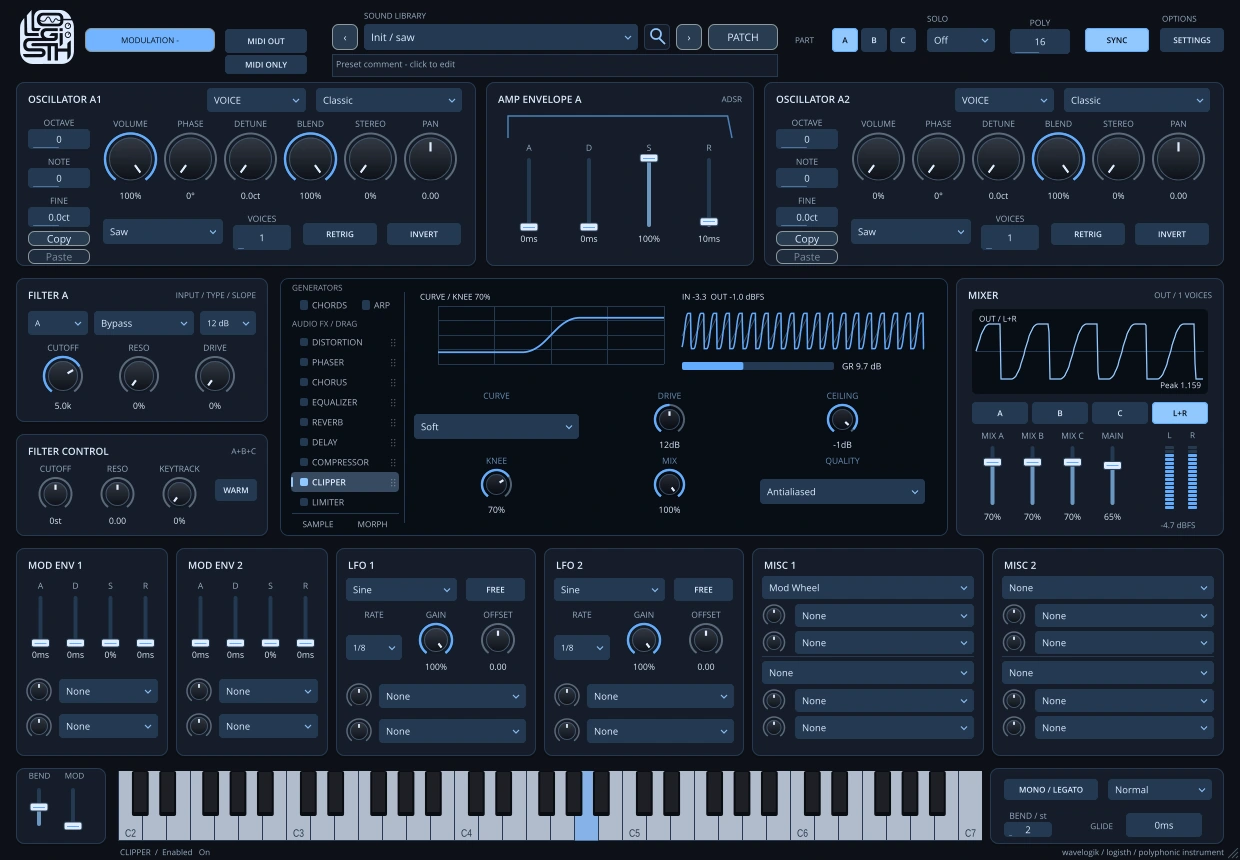 LOGISTH
MODULATION -
MIDI OUT
MIDI ONLY
SOUND LIBRARY
‹ Init / saw › PATCH
Preset comment - click to edit
PART A B C
SOLO
Off
POLY
16
SYNC
OPTIONS
SETTINGS
OSCILLATOR A1 VOICE Classic
OCTAVE VOLUME PHASE DETUNE BLEND STEREO PAN
0
NOTE
0
100% 0° 0.0ct 100% 0% 0.00
FINE
0.0ct
Copy
Paste
Saw
VOICES
1
RETRIG INVERT
AMP ENVELOPE A ADSR
A D S R
0ms 0ms 100% 10ms
OSCILLATOR A2 VOICE Classic
OCTAVE VOLUME PHASE DETUNE BLEND STEREO PAN
0
NOTE
0
0% 0° 0.0ct 100% 0% 0.00
FINE
0.0ct
Copy
Paste
Saw
VOICES
1
RETRIG INVERT
FILTER A INPUT / TYPE / SLOPE
A Bypass 12 dB
CUTOFF RESO DRIVE
5.0k 0% 0%
FILTER CONTROL A+B+C
CUTOFF RESO KEYTRACK
WARM
0st 0.00 0%
GENERATORS
CHORDS ARP
AUDIO FX / DRAG
DISTORTION
PHASER
CHORUS
EQUALIZER
REVERB
DELAY
COMPRESSOR
CLIPPER
LIMITER
SAMPLE MORPH
CURVE / KNEE 70%
IN -3.3 OUT -1.0 dBFS
GR 9.7 dB
CURVE DRIVE CEILING
Soft
12dB -1dB
KNEE MIX QUALITY
Antialiased
70% 100%
MIXER OUT / 1 VOICES
OUT / L+R
Peak 1.159
A B C L+R
MIX A MIX B MIX C MAIN L R
70% 70% 70% 65%
-4.7 dBFS
MOD ENV 1
A D S R
0ms 0ms 0% 0ms
None
None
MOD ENV 2
A D S R
0ms 0ms 0% 0ms
None
None
LFO 1
Sine FREE
RATE GAIN OFFSET
1/8
100% 0.00
None
None
LFO 2
Sine FREE
RATE GAIN OFFSET
1/8
100% 0.00
None
None
MISC 1
Mod Wheel
None
None
None
None
None
MISC 2
None
None
None
None
None
None
BEND MOD
C2 C3 C4 C5 C6 C7
MONO / LEGATO Normal
BEND / st
2
GLIDE 0ms
CLIPPER / Enabled On
wavelogik / logisth / polyphonic instrument